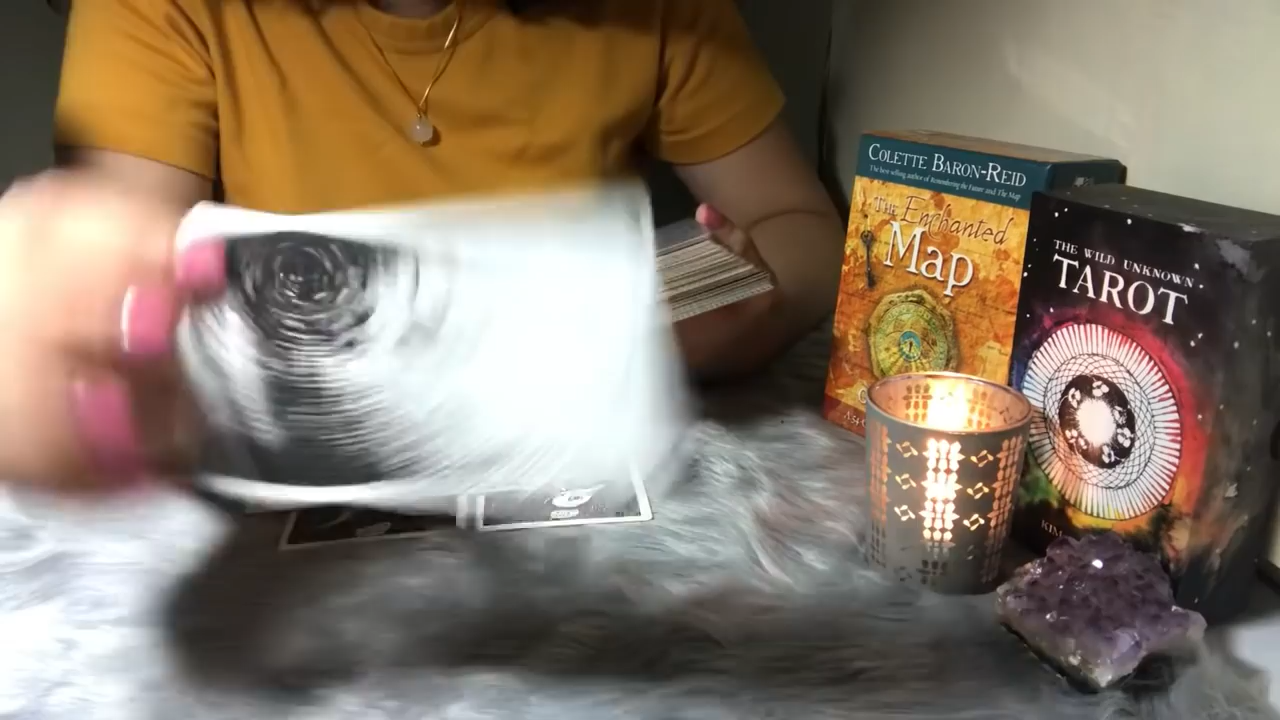 COLETTE BARON-REID
The best-selling author of Remembering the Future and The Map
THE Enchanted
Map
THE WILD UNKNOWN
TAROT
KIM